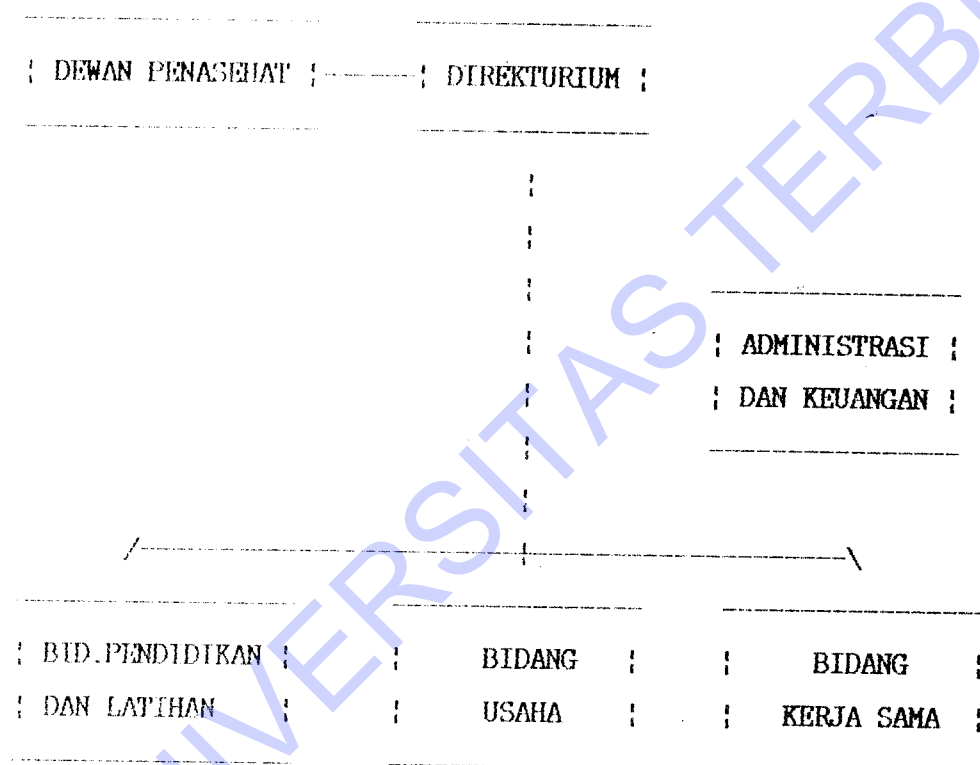 DEWAN PENASEHAT
DIREKTURIUM
ADMINISTRASI
DAN KEUANGAN
BID.PENDIDIKAN
DAN LATIHAN
BIDANG
USAHA
BIDANG
KERJA SAMA